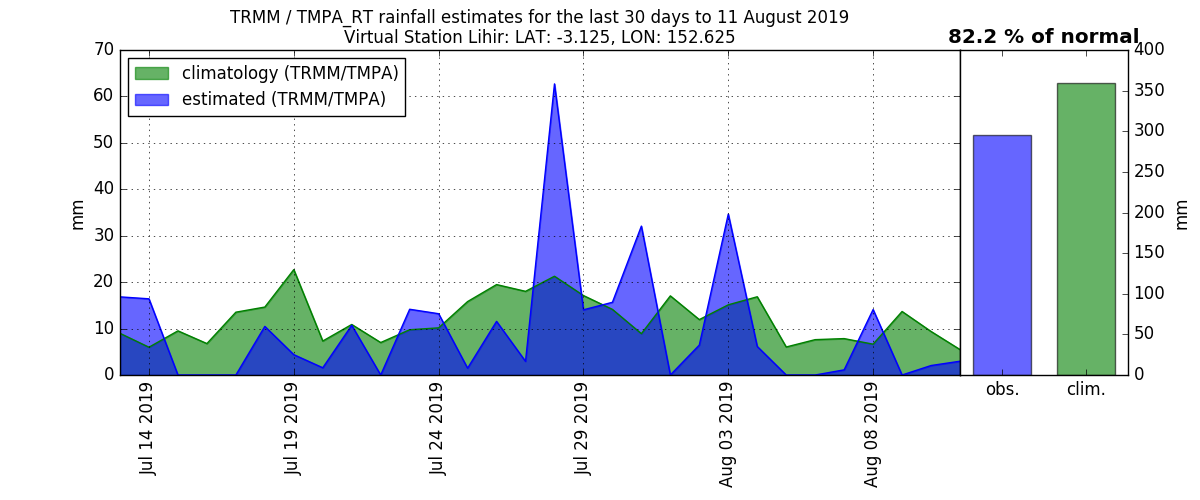 TRMM / TMPA_RT rainfall estimates for the last 30 days to 11 August 2019
Virtual Station Lihir: LAT: -3.125, LON: 152.625
82.2 % of normal
climatology (TRMM/TMPA)
estimated (TRMM/TMPA)
mm
70
60
50
40
30
20
10
0
Jul 14 2019
Jul 19 2019
Jul 24 2019
Jul 29 2019
Aug 03 2019
Aug 08 2019
obs.
clim.
400
350
300
250
200
150
100
50
0
mm